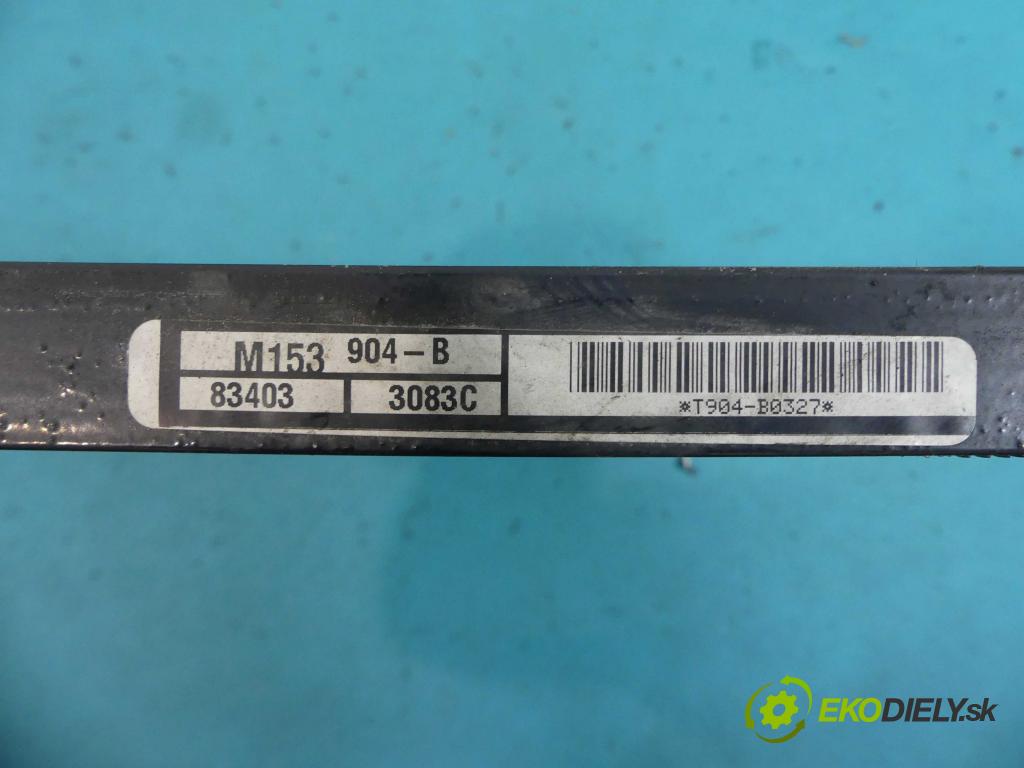 M153 904-B
83403 3083C
*T904-B0327*
EKODIELY.sk